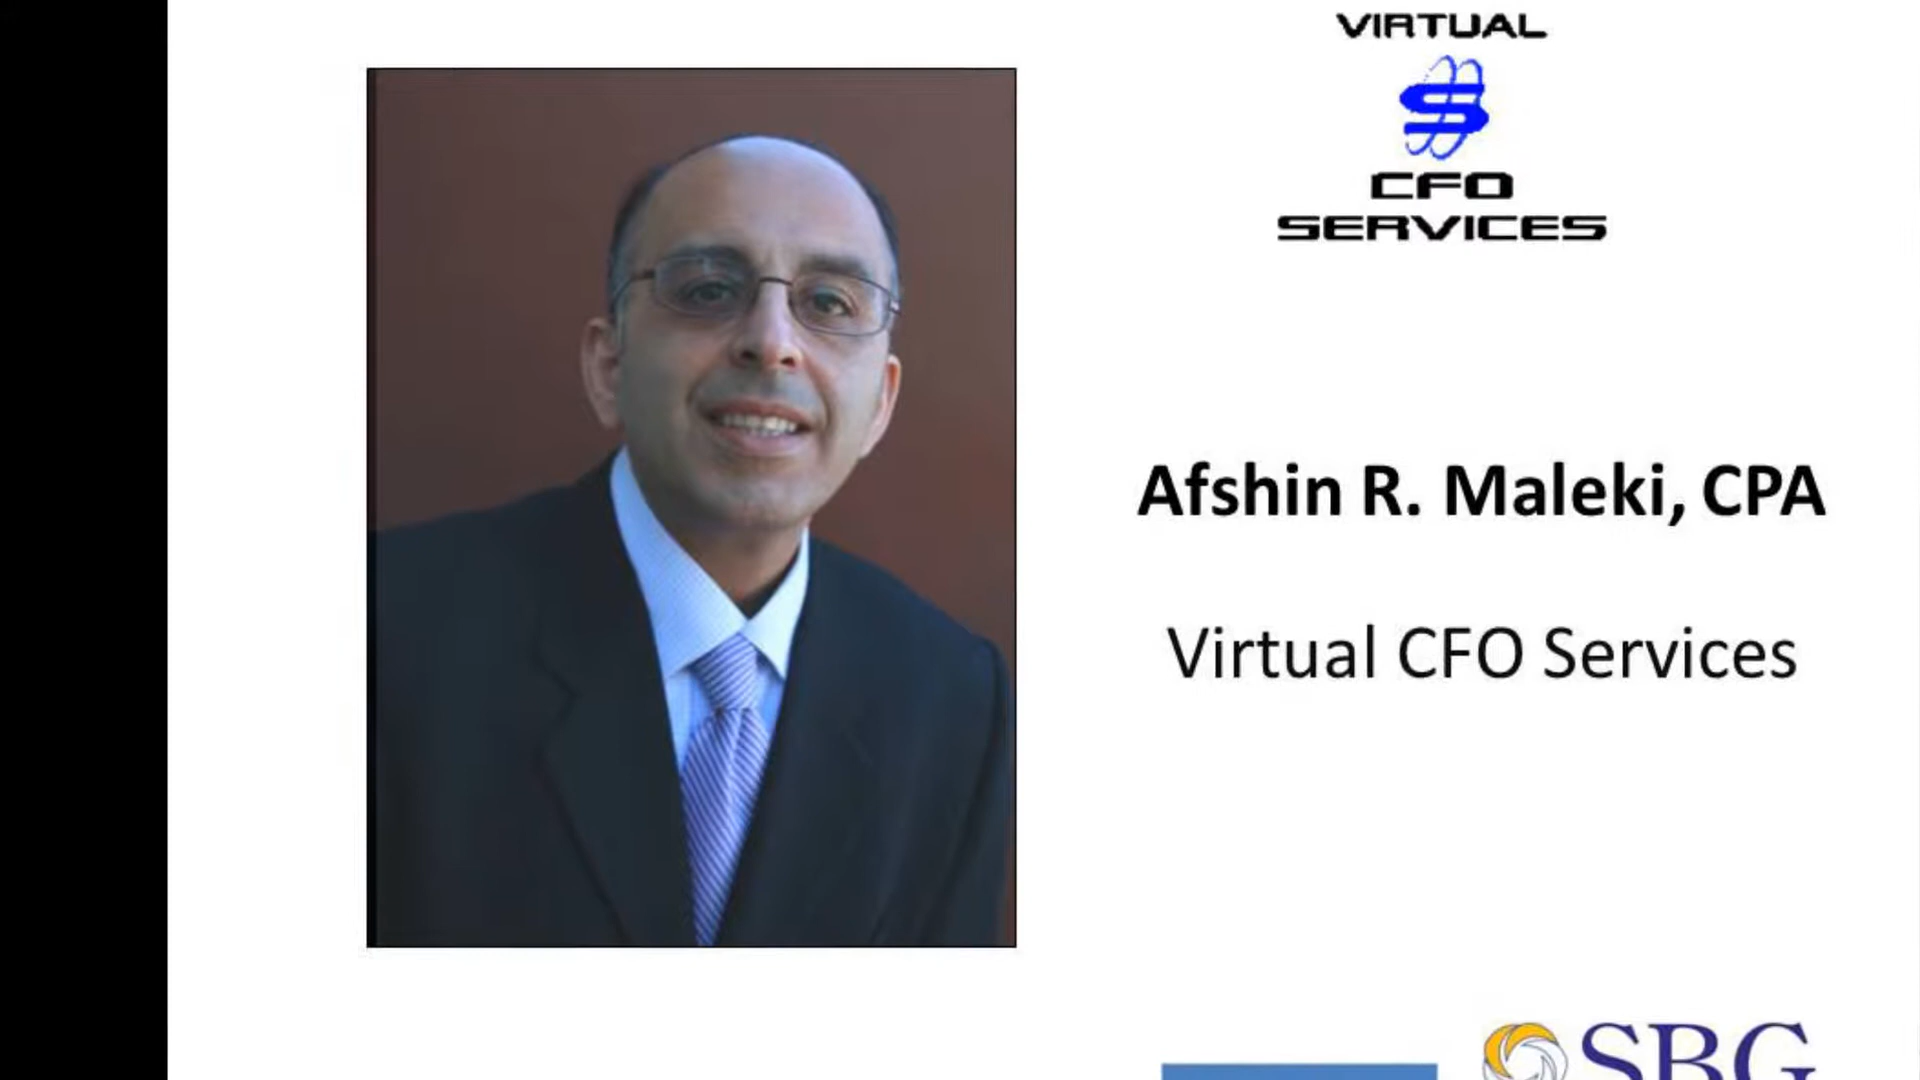 VIRTUAL
CFO
SERVICES
Afshin R. Maleki, CPA
Virtual CFO Services
SBG